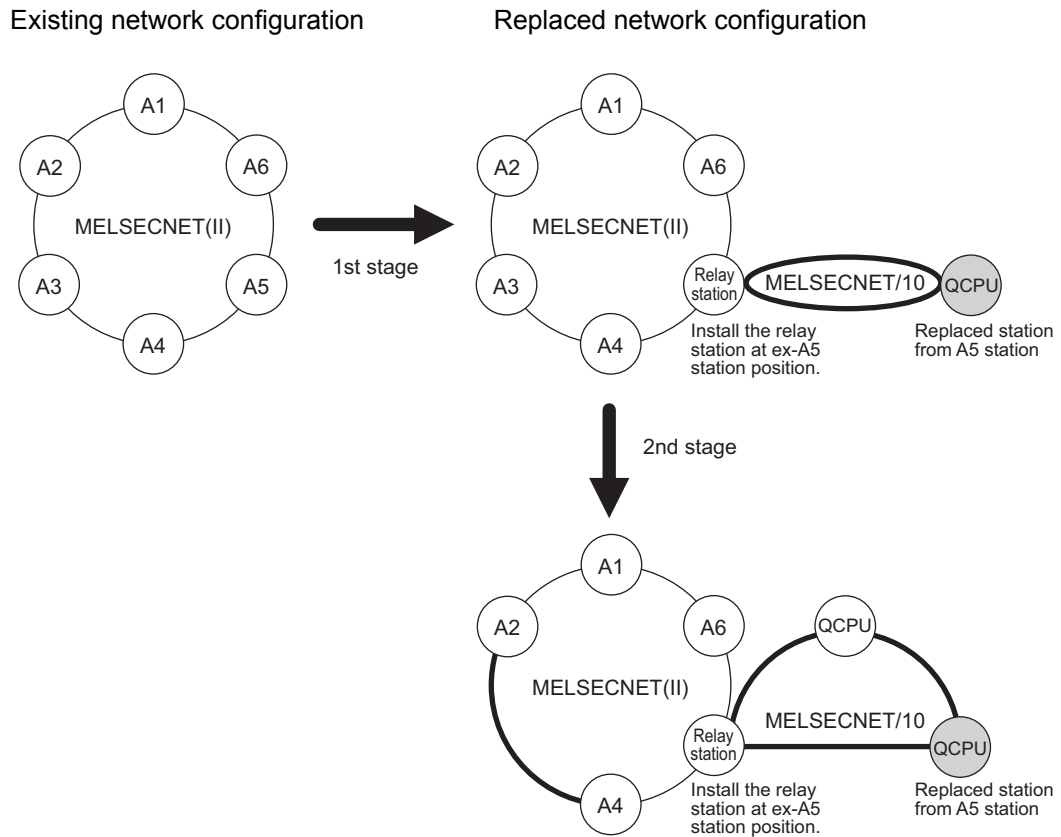 Existing network configuration
Replaced network configuration
A1
A2
A6
MELSECNET(II)
A3
A5
A4
1st stage
A1
A2
A6
MELSECNET(II)
A3
Relay
station
A4
MELSECNET/10
QCPU
Install the relay
station at ex-A5
station position.
Replaced station
from A5 station
2nd stage
A1
A2
A6
MELSECNET(II)
Relay
station
A4
QCPU
MELSECNET/10
QCPU
Install the relay
station at ex-A5
station position.
Replaced station
from A5 station